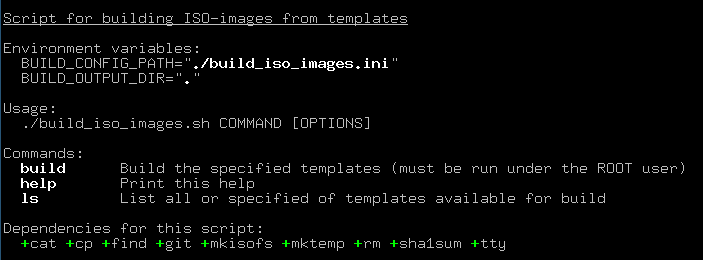 Script for building ISO-images from templates
Environment variables:
BUILD_CONFIG_PATH="./build_iso_images.ini"
BUILD_OUTPUT_DIR="."
Usage:
./build_iso_images.sh COMMAND [OPTIONS]
Commands:
build Build the specified templates (must be run under the ROOT user)
help Print this help
ls List all or specified of templates available for build
Dependencies for this script:
+cat +cp +find +git +mkisofs +mktemp +rm +sha1sum +tty